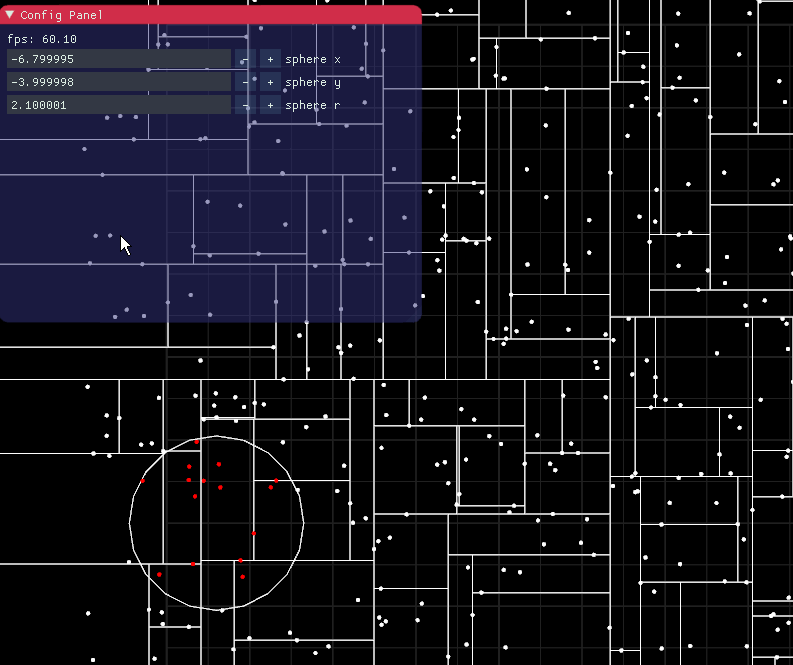 Config Panel
fps: 60.10
-6.799995 - + sphere x
-3.999998 - + sphere y
2.100001 - + sphere r